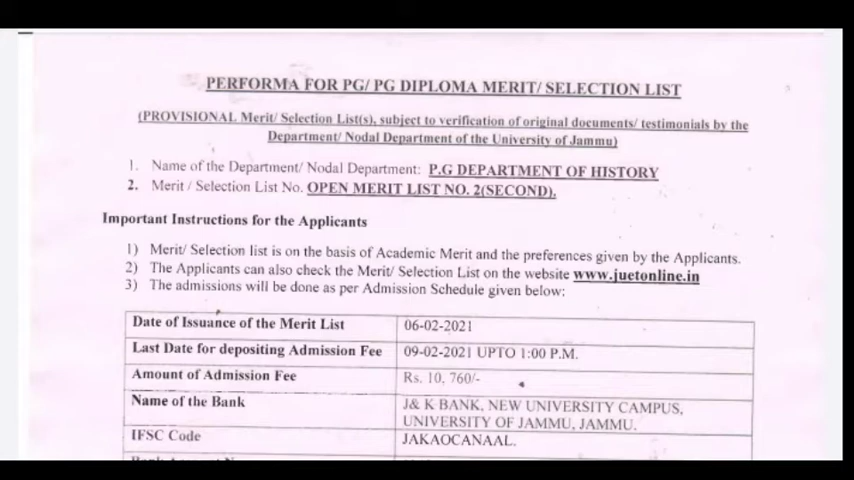 PERFORMA FOR PG/ PG DIPLOMA MERIT/ SELECTION LIST
(PROVISIONAL Merit/ Selection List(s), subject to verification of original documents/ testimonials by the
Department/ Nodal Department of the University of Jammu)
1. Name of the Department/ Nodal Department: P.G DEPARTMENT OF HISTORY
2. Merit / Selection List No. OPEN MERIT LIST NO. 2(SECOND).
Important Instructions for the Applicants
1) Merit/ Selection list is on the basis of Academic Merit and the preferences given by the Applicants.
2) The Applicants can also check the Merit/ Selection List on the website www.juetonline.in
3) The admissions will be done as per Admission Schedule given below:
Date of Issuance of the Merit List 06-02-2021
Last Date for depositing Admission Fee 09-02-2021 UPTO 1:00 P.M.
Amount of Admission Fee Rs. 10, 760/-
Name of the Bank J& K BANK, NEW UNIVERSITY CAMPUS,
UNIVERSITY OF JAMMU, JAMMU.
IFSC Code JAKAOCANAAL.